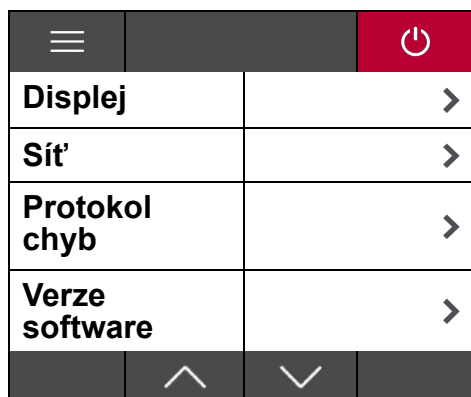 Displej
Síť
Protokol
chyb
Verze
software